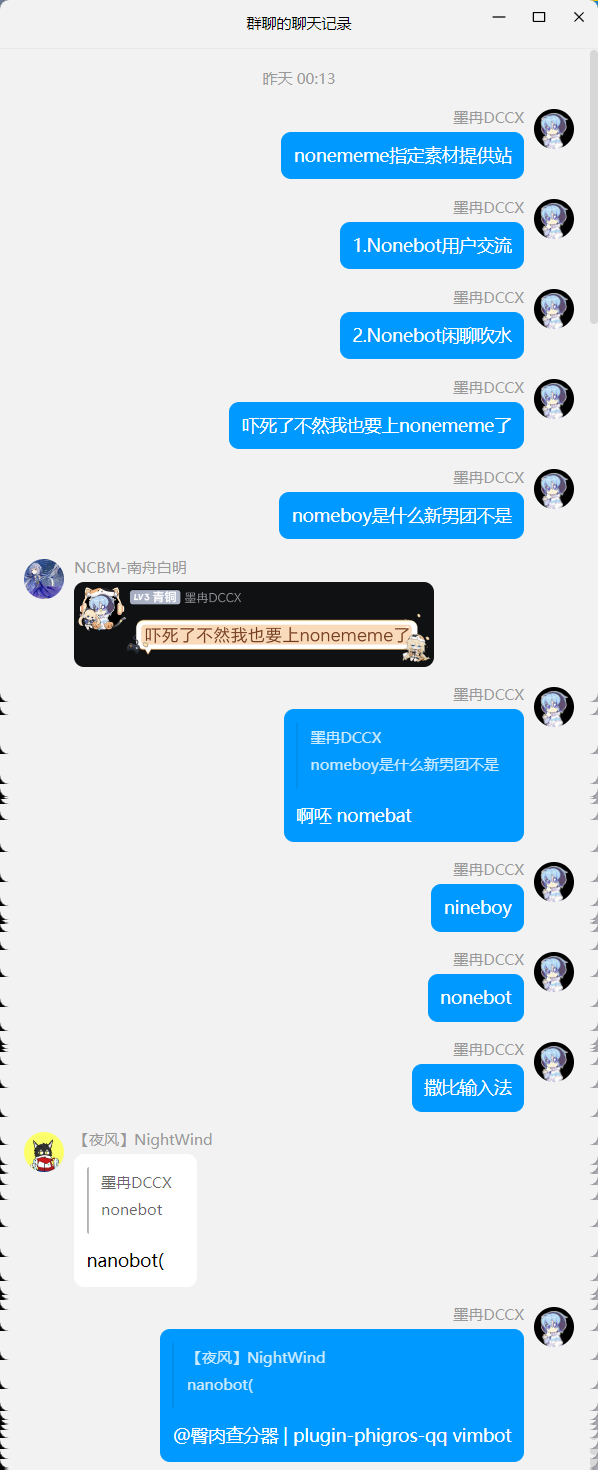 群聊的聊天记录
昨天 00:13
墨冉DCCX
nonememe指定素材提供站
墨冉DCCX
1.Nonebot用户交流
墨冉DCCX
2.Nonebot闲聊吹水
墨冉DCCX
吓死了不然我也要上nonememe了
墨冉DCCX
nomeboy是什么新男团不是
NCBM-南舟白明
LV3 青铜 墨冉DCCX
吓死了不然我也要上nonememe了
墨冉DCCX
墨冉DCCX
nomeboy是什么新男团不是
啊呸 nomebat
墨冉DCCX
nineboy
墨冉DCCX
nonebot
墨冉DCCX
撒比输入法
【夜风】NightWind
墨冉DCCX
nonebot
nanobot(
墨冉DCCX
【夜风】NightWind
nanobot(
@臀肉查分器 | plugin-phigros-qq vimbot